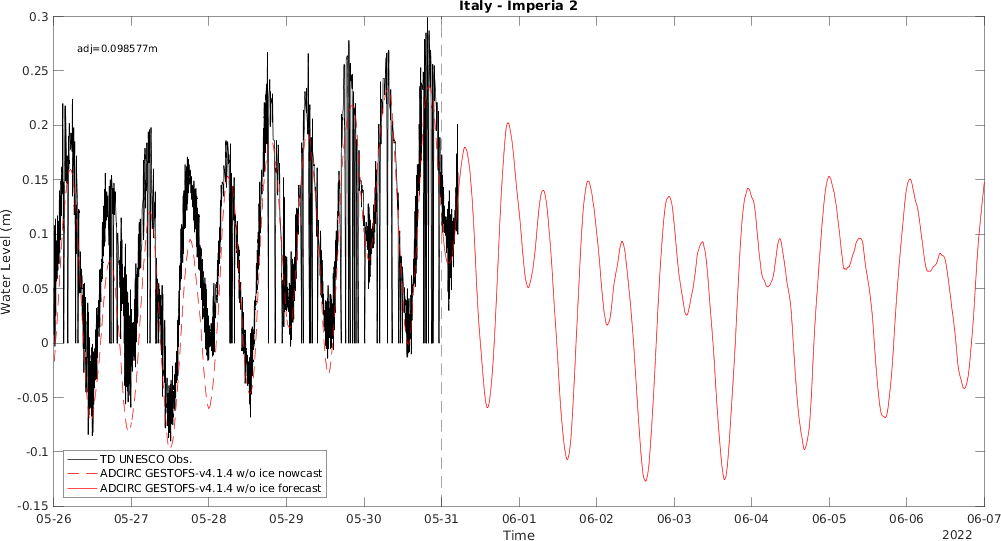 Italy - Imperia 2
adj=0.098577m
Water Level (m)
0.3
0.25
0.2
0.15
0.1
0.05
0
-0.05
-0.1
-0.15
TD UNESCO Obs.
ADCIRC GESTOFS-v4.1.4 w/o ice nowcast
ADCIRC GESTOFS-v4.1.4 w/o ice forecast
05-26 05-27 05-28 05-29 05-30 05-31 06-01 06-02 06-03 06-04 06-05 06-06 06-07
Time
2022